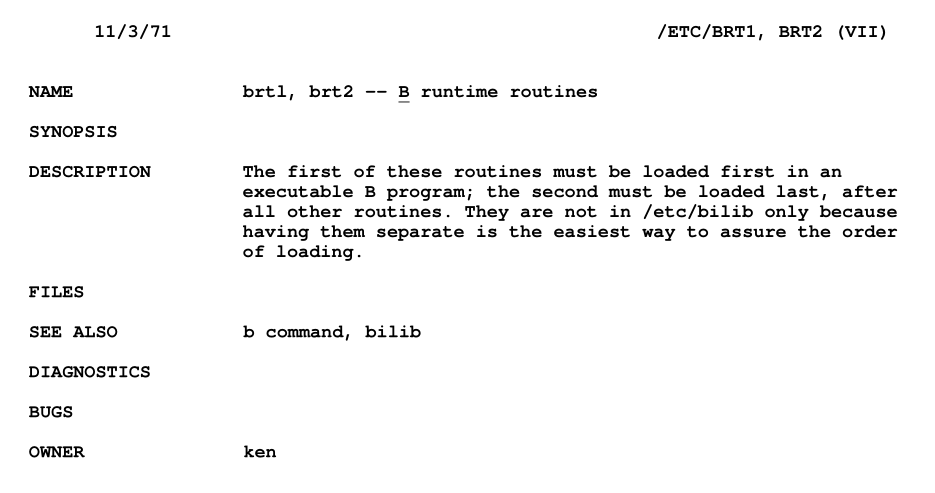 11/3/71 /ETC/BRT1, BRT2 (VII)
NAME brt1, brt2 -- B runtime routines
SYNOPSIS
DESCRIPTION The first of these routines must be loaded first in an
executable B program; the second must be loaded last, after
all other routines. They are not in /etc/bilib only because
having them separate is the easiest way to assure the order
of loading.
FILES
SEE ALSO b command, bilib
DIAGNOSTICS
BUGS
OWNER ken